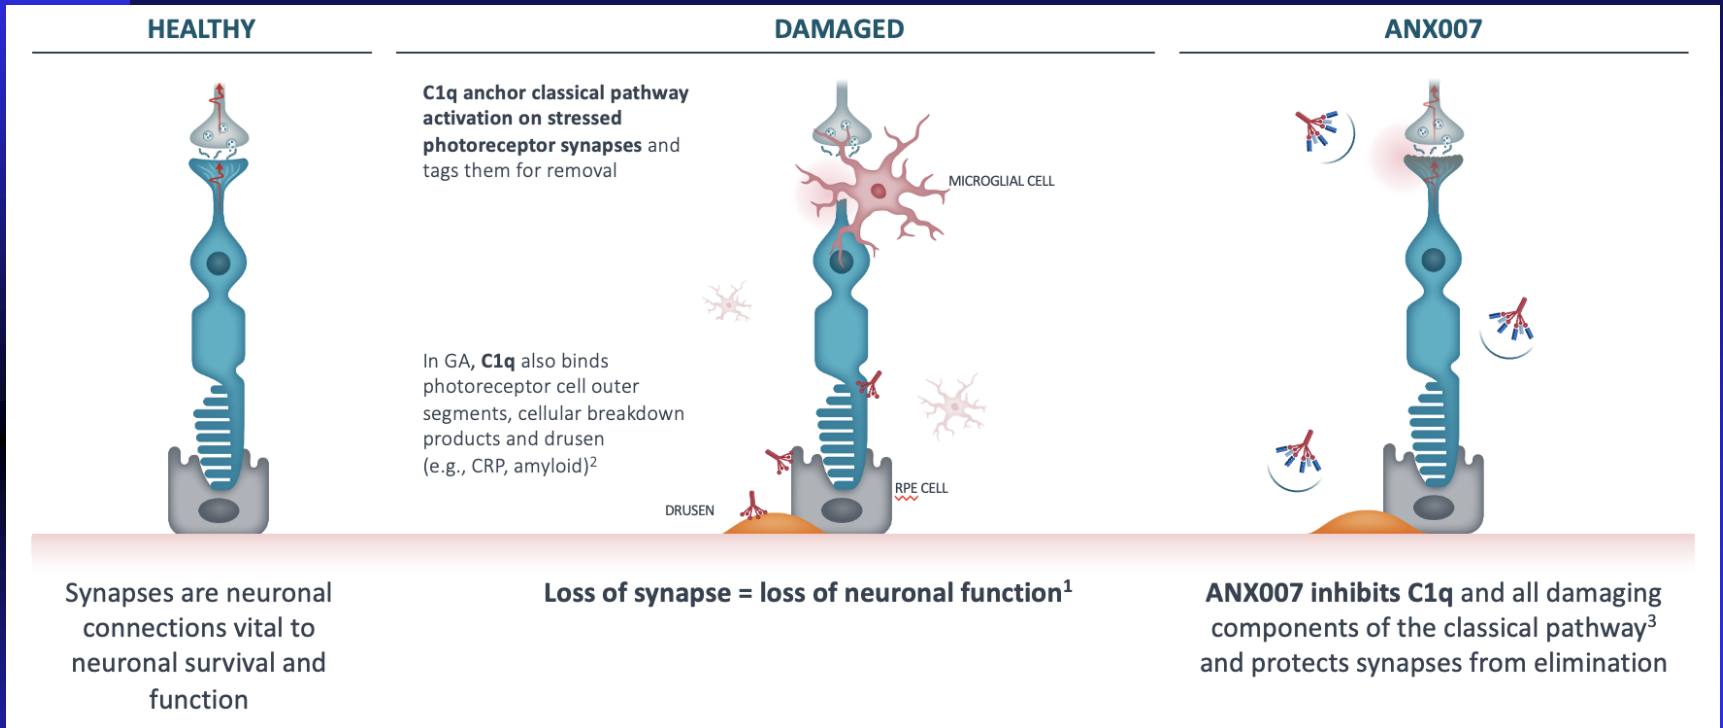 HEALTHY
DAMAGED
ANX007
C1q anchor classical pathway
activation on stressed
photoreceptor synapses and
tags them for removal
MICROGLIAL CELL
In GA, C1q also binds
photoreceptor cell outer
segments, cellular breakdown
products and drusen
(e.g., CRP, amyloid)²
RPE CELL
DRUSEN
Synapses are neuronal
connections vital to
neuronal survival and
function
Loss of synapse = loss of neuronal function¹
ANX007 inhibits C1q and all damaging
components of the classical pathway³
and protects synapses from elimination